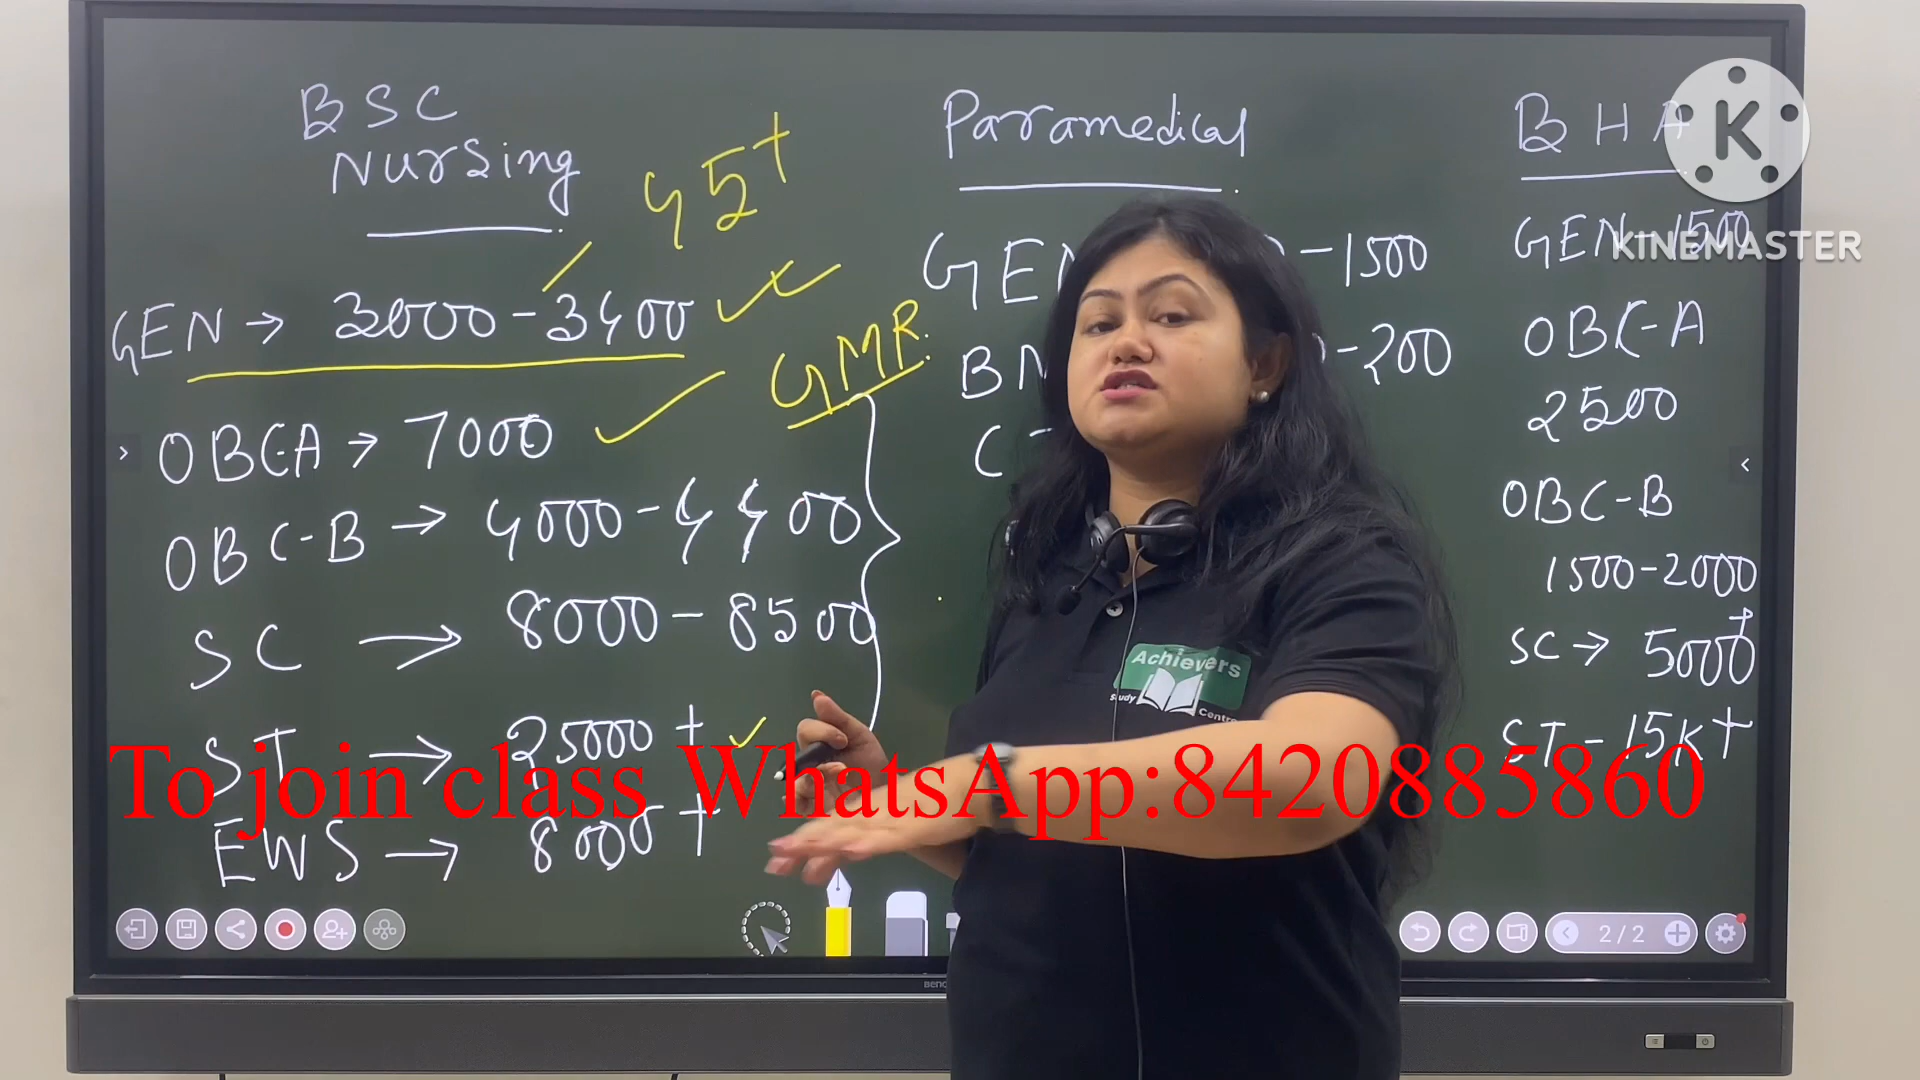 BSC
Nursing
45+
GEN → 3000-3400
GMR.
OBC-A → 7000
OBC-B → 4000-4400
SC → 8000-8500
ST → 25000+
EWS → 8000+
Paramedical
GEN -1500
-200
BHA
GEN-1500
OBC-A
2500
OBC-B
1500-2000
SC → 5000+
ST-15K+
K
KINEMASTER
Achievers
Study Centre
To join class WhatsApp:8420885860
2/2